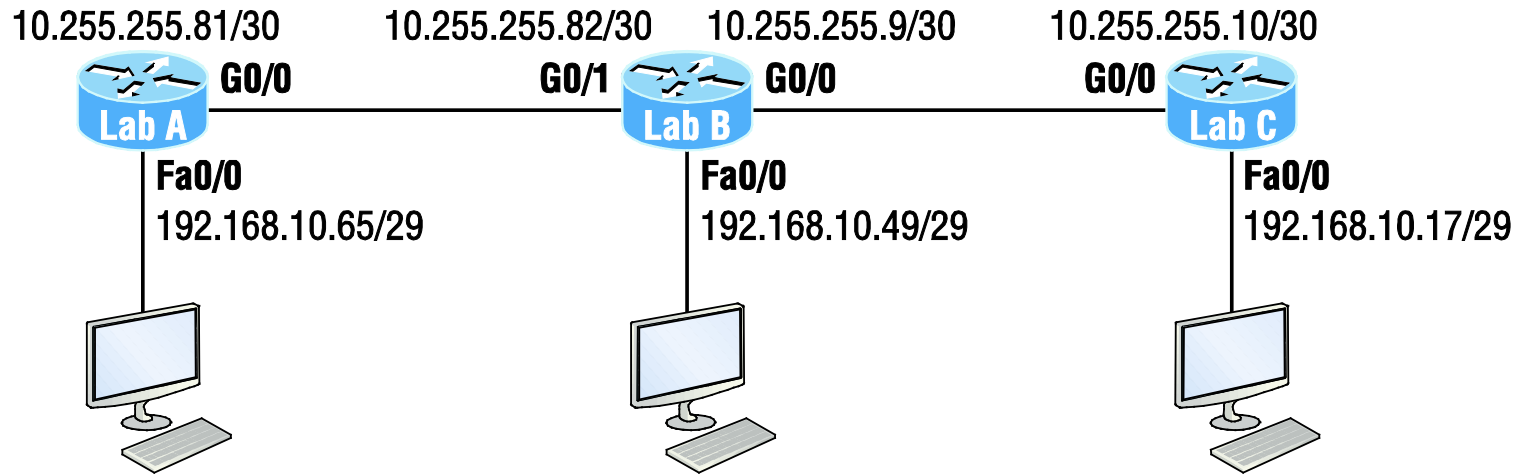 10.255.255.81/30
10.255.255.82/30
10.255.255.9/30
10.255.255.10/30
G0/0
G0/1
G0/0
G0/0
Lab A
Lab B
Lab C
Fa0/0
Fa0/0
Fa0/0
192.168.10.65/29
192.168.10.49/29
192.168.10.17/29